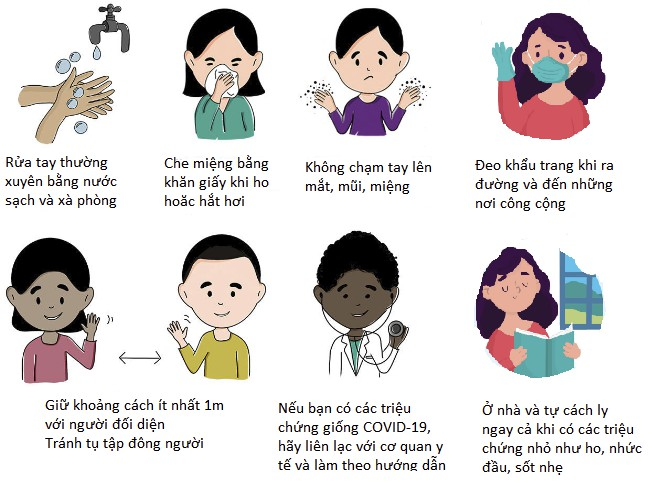 Rửa tay thường
xuyên bằng nước
sạch và xà phòng
Che miệng bằng
khăn giấy khi ho
hoăc hắt hơi
Không chạm tay lên
mắt, mũi, miệng
Đeo khẩu trang khi ra
đường và đến những
nơi công cộng
Giữ khoảng cách ít nhất 1m
với người đối diện
Tránh tụ tập đông người
Nếu bạn có các triệu
chứng giống COVID-19,
hãy liên lạc với cơ quan y
tế và làm theo hướng dẫn
Ở nhà và tự cách ly
ngay cả khi có các triệu
chứng nhỏ như ho, nhức
đầu, sốt nhẹ